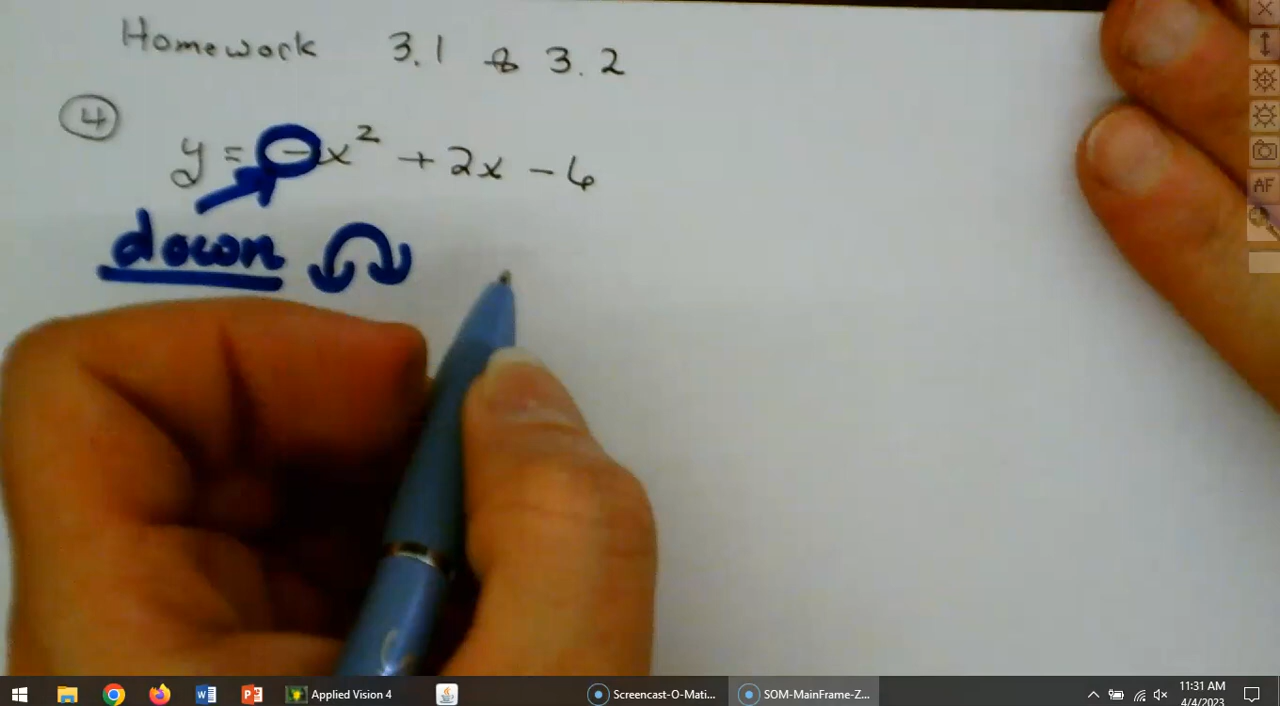 Homework 3.1 & 3.2
4
y = -x² + 2x - 6
down
AF
Applied Vision 4
Screencast-O-Mati...
SOM-MainFrame-Z...
11:31 AM
4/4/2023